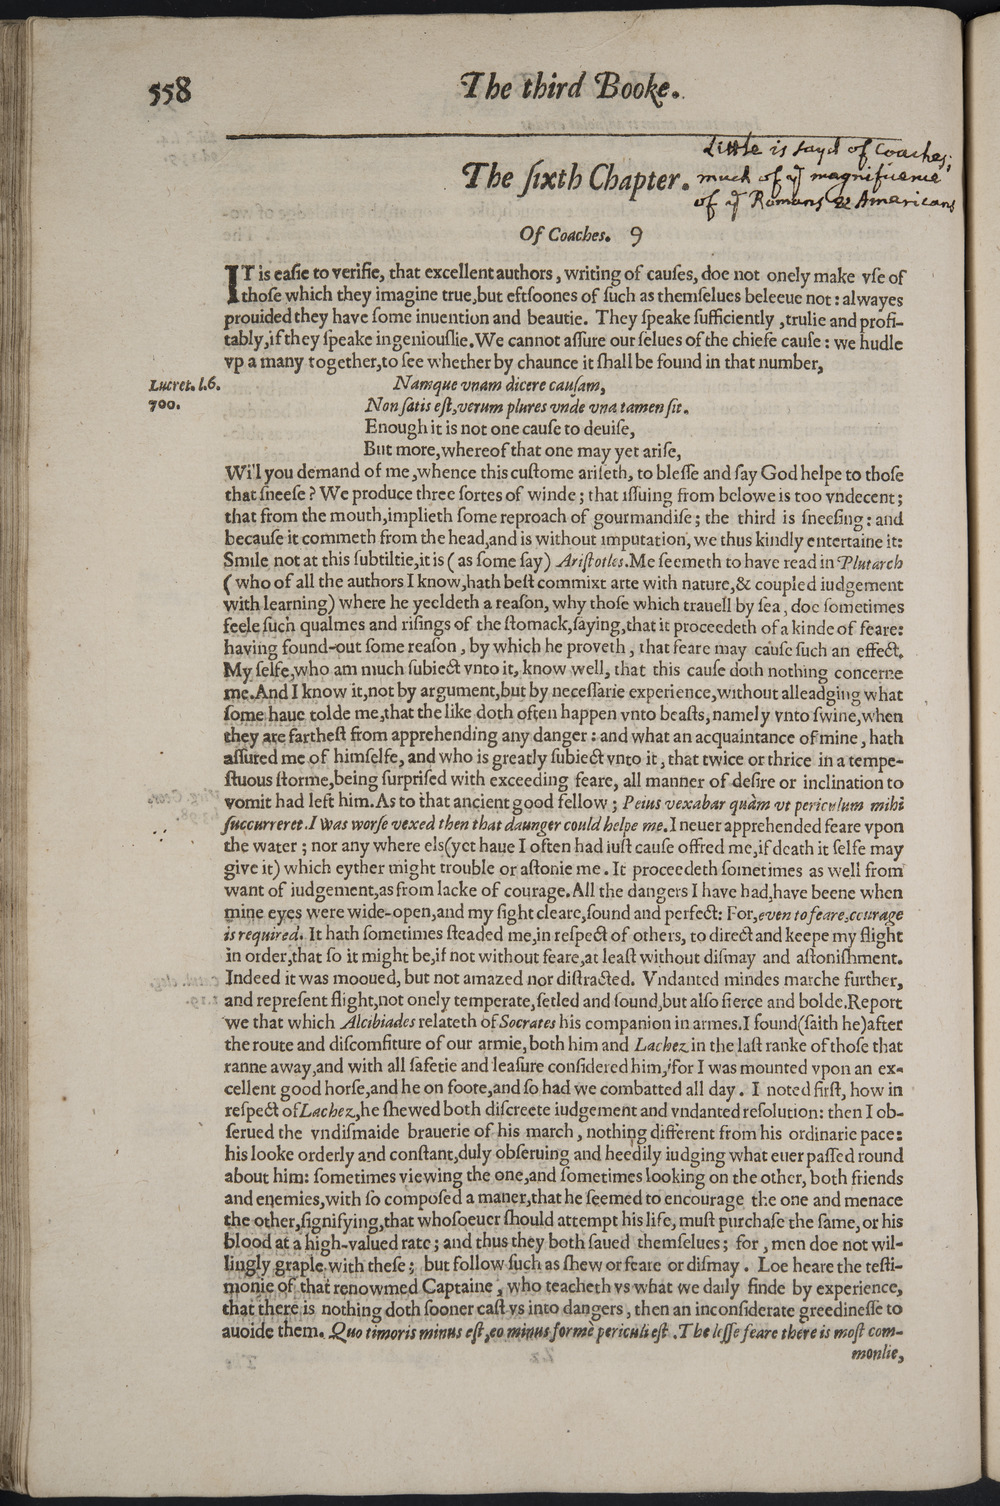 558
The third Booke.
Little is sayd of Coaches;
much of yͤ magnificence
of yͤ Romans & Americans
The ſixth Chapter.
Of Coaches. 9
IT is eaſie to verifie, that excellent authors, writing of cauſes, doe not onely make vſe of
thoſe which they imagine true, but eftſoones of ſuch as themſelues beleeue not: alwayes
prouided they have ſome inuention and beautie. They ſpeake ſufficiently, trulie and profi-
tably, if they ſpeake ingeniouſlie. We cannot aſſure our ſelues of the chiefe cauſe: we hudle
vp a many together, to ſee whether by chaunce it ſhall be found in that number,
Lucret. l.6.
700.
Namque vnam dicere cauſam,
Non ſatis eſt, verum plures vnde vna tamen ſit.
Enough it is not one cauſe to deuiſe,
But more, whereof that one may yet ariſe,
Will you demand of me, whence this cuſtome ariſeth, to bleſſe and ſay God helpe to thoſe
that ſneeſe? We produce three ſortes of winde; that iſſuing from belowe is too vndecent;
that from the mouth, implieth ſome reproach of gourmandiſe; the third is ſneeſing: and
becauſe it commeth from the head, and is without imputation, we thus kindly entertaine it:
Smile not at this ſubtiltie, it is (as ſome ſay) Ariſtotles. Me ſeemeth to have read in Plutarch
(who of all the authors I know, hath beſt commixt arte with nature, & coupled iudgement
with learning) where he yeeldeth a reaſon, why thoſe which trauell by ſea, doe ſometimes
feele ſuch qualmes and riſings of the ſtomack, ſaying, that it proceedeth of a kinde of feare:
having found-out ſome reaſon, by which he proveth, that feare may cauſe ſuch an effect.
My ſelfe, who am much ſubiect vnto it, know well, that this cauſe doth nothing concerne
me. And I know it, not by argument, but by neceſſarie experience, without alleadging what
ſome haue tolde me, that the like doth often happen vnto beaſts, namely vnto ſwine, when
they are fartheſt from apprehending any danger: and what an acquaintance of mine, hath
aſſured me of himſelfe, and who is greatly ſubiect vnto it, that twice or thrice in a tempe-
ſtuous ſtorme, being ſurpriſed with exceeding feare, all manner of deſire or inclination to
vomit had left him. As to that ancient good fellow; Peius vexabar quàm vt periculum mihi
ſuccurreret. I was worſe vexed then that daunger could helpe me. I neuer apprehended feare vpon
the water; nor any where els (yet haue I often had iuſt cauſe offred me, if death it ſelfe may
give it) which eyther might trouble or aſtonie me. It proceedeth ſometimes as well from
want of iudgement, as from lacke of courage. All the dangers I have had, have beene when
mine eyes were wide-open, and my ſight cleare, ſound and perfect: For, even to feare, courage
is required. It hath ſometimes ſteaded me, in reſpect of others, to direct and keepe my flight
in order, that ſo it might be, if not without feare, at leaſt without diſmay and aſtoniſhment.
Indeed it was mooued, but not amazed nor diſtracted. Vndanted mindes marche further,
and repreſent flight, not onely temperate, ſetled and ſound, but alſo fierce and bolde. Report
we that which Alcibiades relateth of Socrates his companion in armes. I found (ſaith he) after
the route and diſcomfiture of our armie, both him and Lachez in the laſt ranke of thoſe that
ranne away, and with all ſafetie and leaſure conſidered him, for I was mounted vpon an ex-
cellent good horſe, and he on foote, and ſo had we combatted all day. I noted firſt, how in
reſpect of Lachez, he ſhewed both diſcreete iudgement and vndanted reſolution: then I ob-
ſerued the vndiſmaide brauerie of his march, nothing different from his ordinarie pace:
his looke orderly and conſtant, duly obſeruing and heedily iudging what euer paſſed round
about him: ſometimes viewing the one, and ſometimes looking on the other, both friends
and enemies, with ſo compoſed a maner, that he ſeemed to encourage the one and menace
the other, ſignifying, that whoſoeuer ſhould attempt his life, muſt purchaſe the ſame, or his
blood at a high-valued rate; and thus they both ſaued themſelues; for, men doe not wil-
lingly graple with theſe; but follow ſuch as ſhew or feare or diſmay. Loe heare the teſti-
monie of that renowmed Captaine, who teacheth vs what we daily finde by experience,
that there is nothing doth ſooner caſt vs into dangers, then an inconſiderate greedineſſe to
auoide them. Quo timoris minus eſt, eo minus fermè periculi eſt. The leſſe feare there is moſt com-
monlie,